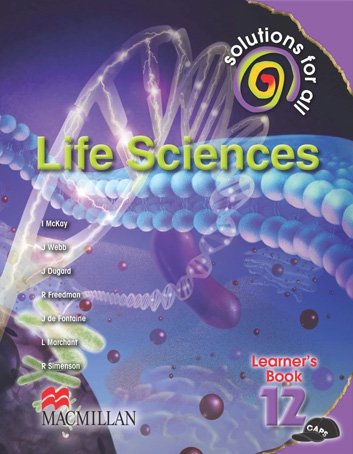 solutions for all
Life Sciences
I McKay
J Webb
J Dugard
R Freedman
J de Fontaine
L Marchant
R Simenson
Learner's
Book
12
CAPS
MACMILLAN